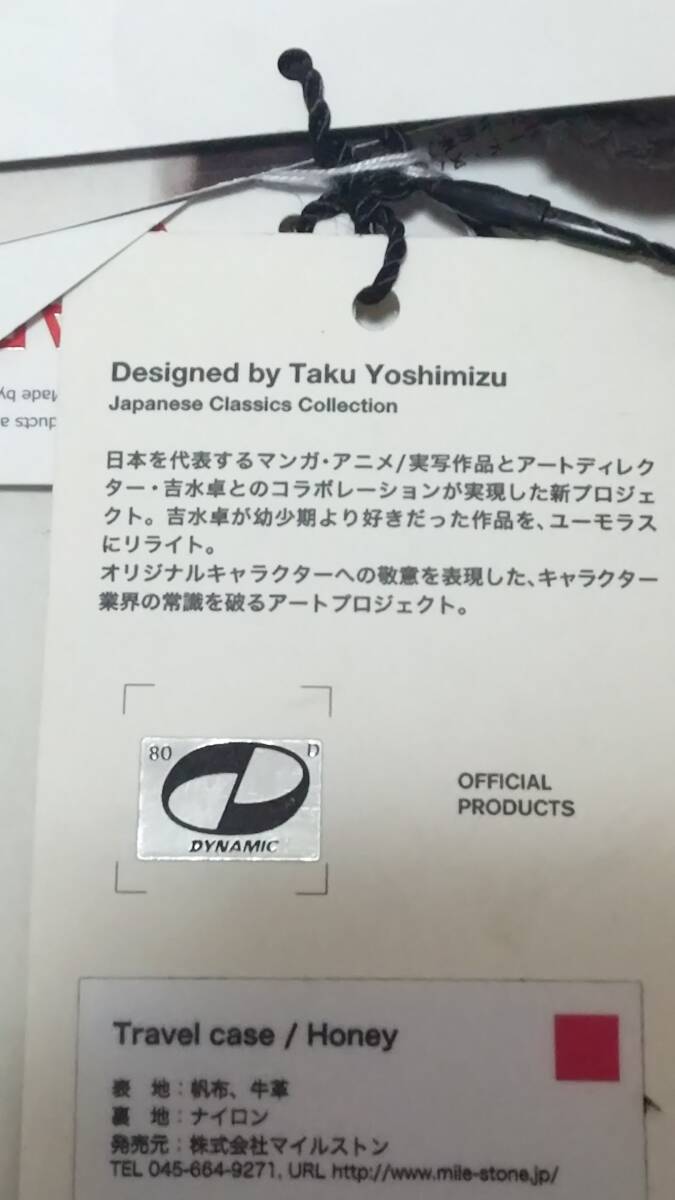 Designed by Taku Yoshimizu
Japanese Classics Collection
日本を代表するマンガ・アニメ/実写作品とアートディレク
ター・吉水卓とのコラボレーションが実現した新プロジェ
クト。吉水卓が幼少期より好きだった作品を、ユーモラス
にリライト。
オリジナルキャラクターへの敬意を表現した、キャラクター
業界の常識を破るアートプロジェクト。
80 D
DYNAMIC
OFFICIAL
PRODUCTS
Travel case / Honey
表 地：帆布、牛革
裏 地：ナイロン
発売元：株式会社マイルストン
TEL 045-664-9271, URL http://www.mile-stone.jp/